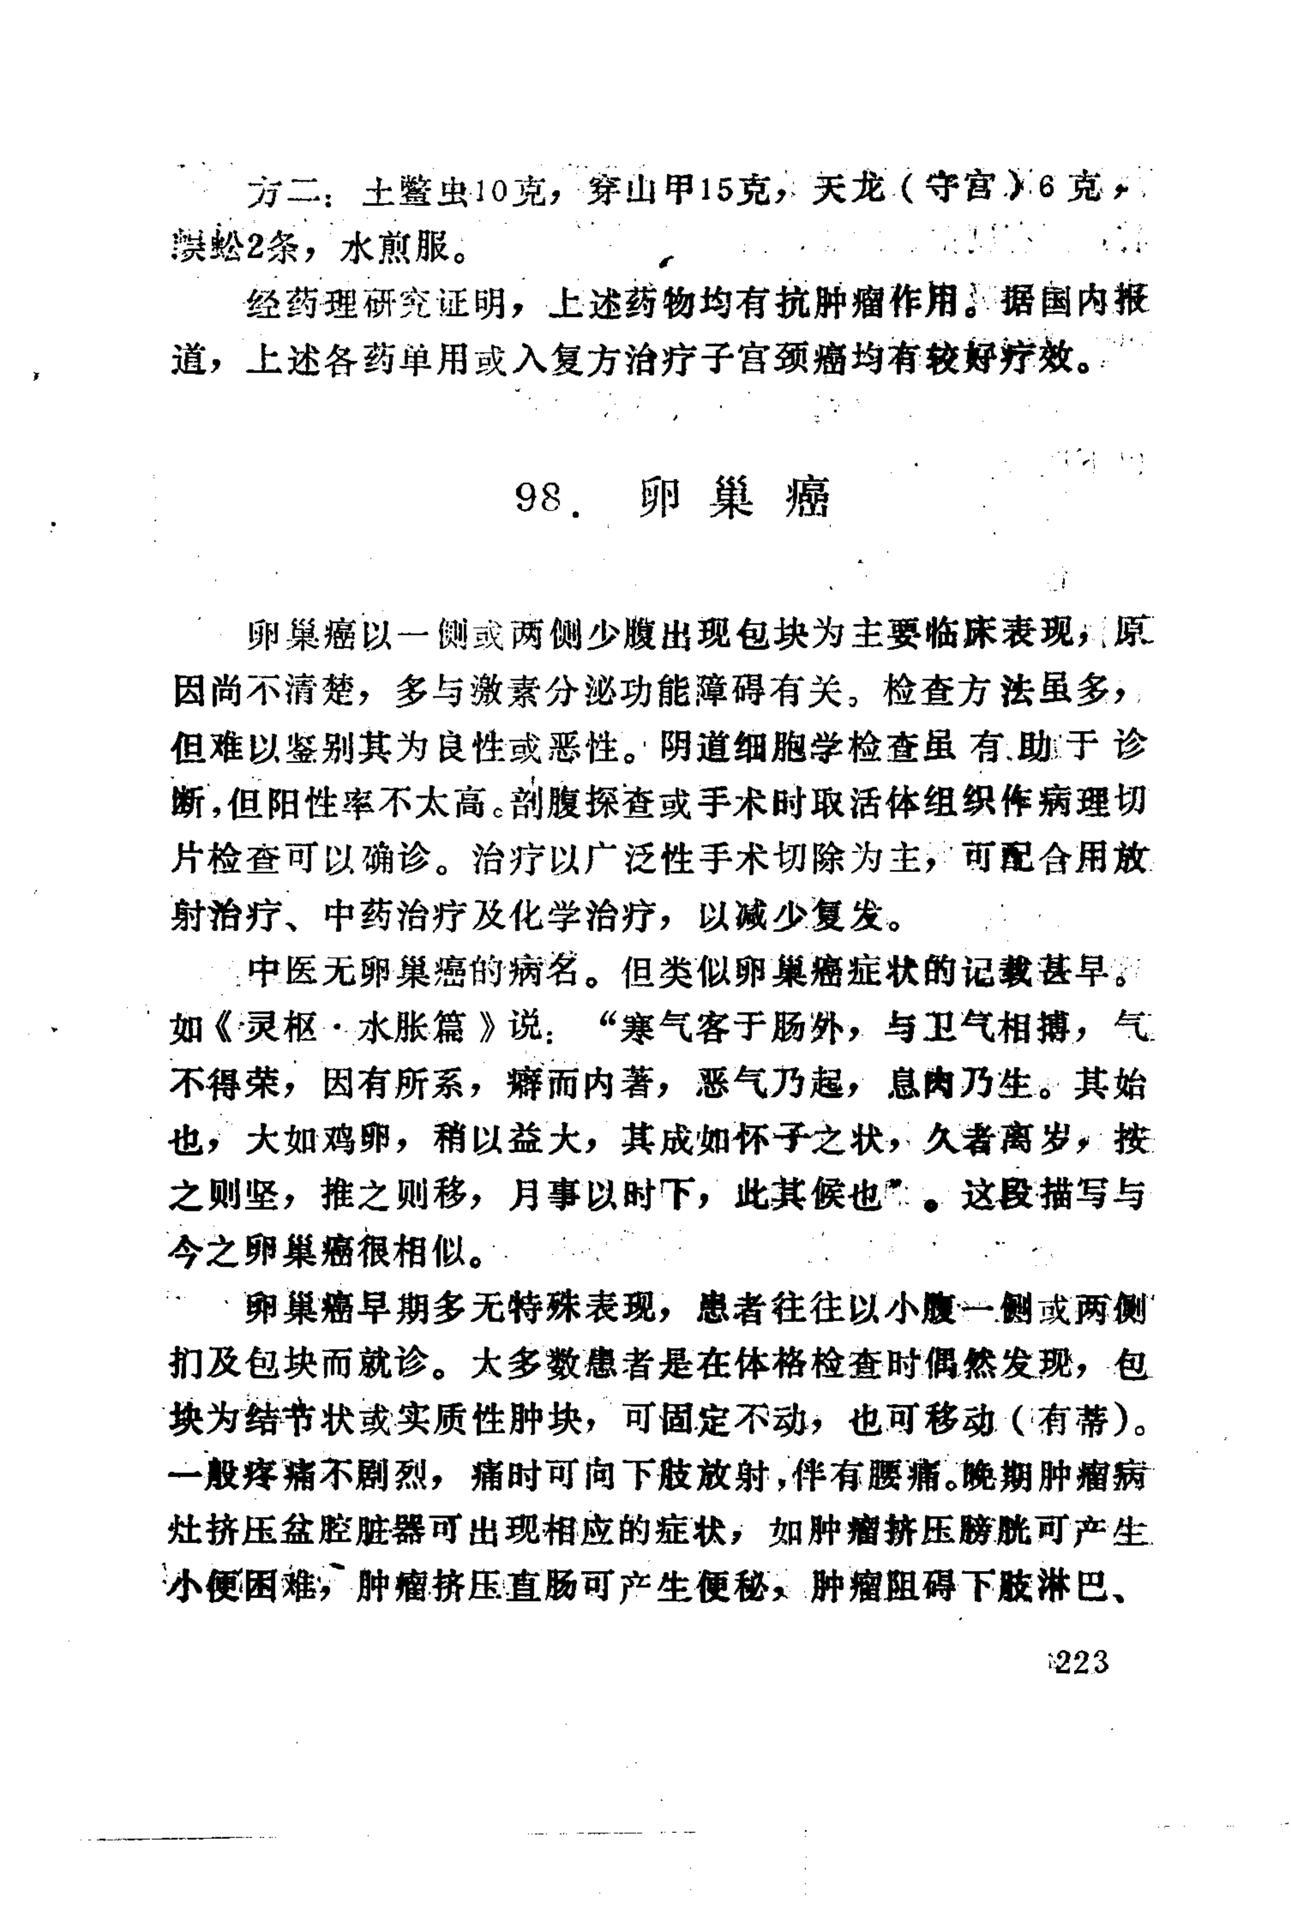 方二：土鳖虫10克，穿山甲15克，天龙（守宫）6克，
蜈蚣2条，水煎服。
经药理研究证明，上述药物均有抗肿瘤作用。据国内报
道，上述各药单用或入复方治疗子宫颈癌均有较好疗效。
98．卵巢癌
卵巢癌以一侧或两侧少腹出现包块为主要临床表现，原
因尚不清楚，多与激素分泌功能障碍有关。检查方法虽多，
但难以鉴别其为良性或恶性。阴道细胞学检查虽有助于诊
断，但阳性率不太高。剖腹探查或手术时取活体组织作病理切
片检查可以确诊。治疗以广泛性手术切除为主，可配合用放
射治疗、中药治疗及化学治疗，以减少复发。
中医无卵巢癌的病名。但类似卵巢癌症状的记载甚早。
如《灵枢·水胀篇》说：“寒气客于肠外，与卫气相搏，气
不得荣，因有所系，癖而内著，恶气乃起，息肉乃生。其始
也，大如鸡卵，稍以益大，其成如怀子之状，久者离岁，按
之则坚，推之则移，月事以时下，此其候也”。这段描写与
今之卵巢癌很相似。
卵巢癌早期多无特殊表现，患者往往以小腹一侧或两侧
扪及包块而就诊。大多数患者是在体格检查时偶然发现，包
块为结节状或实质性肿块，可固定不动，也可移动（有蒂）。
一般疼痛不剧烈，痛时可向下肢放射，伴有腰痛。晚期肿瘤病
灶挤压盆腔脏器可出现相应的症状，如肿瘤挤压膀胱可产生
小便困难，肿瘤挤压直肠可产生便秘，肿瘤阻碍下肢淋巴、
223